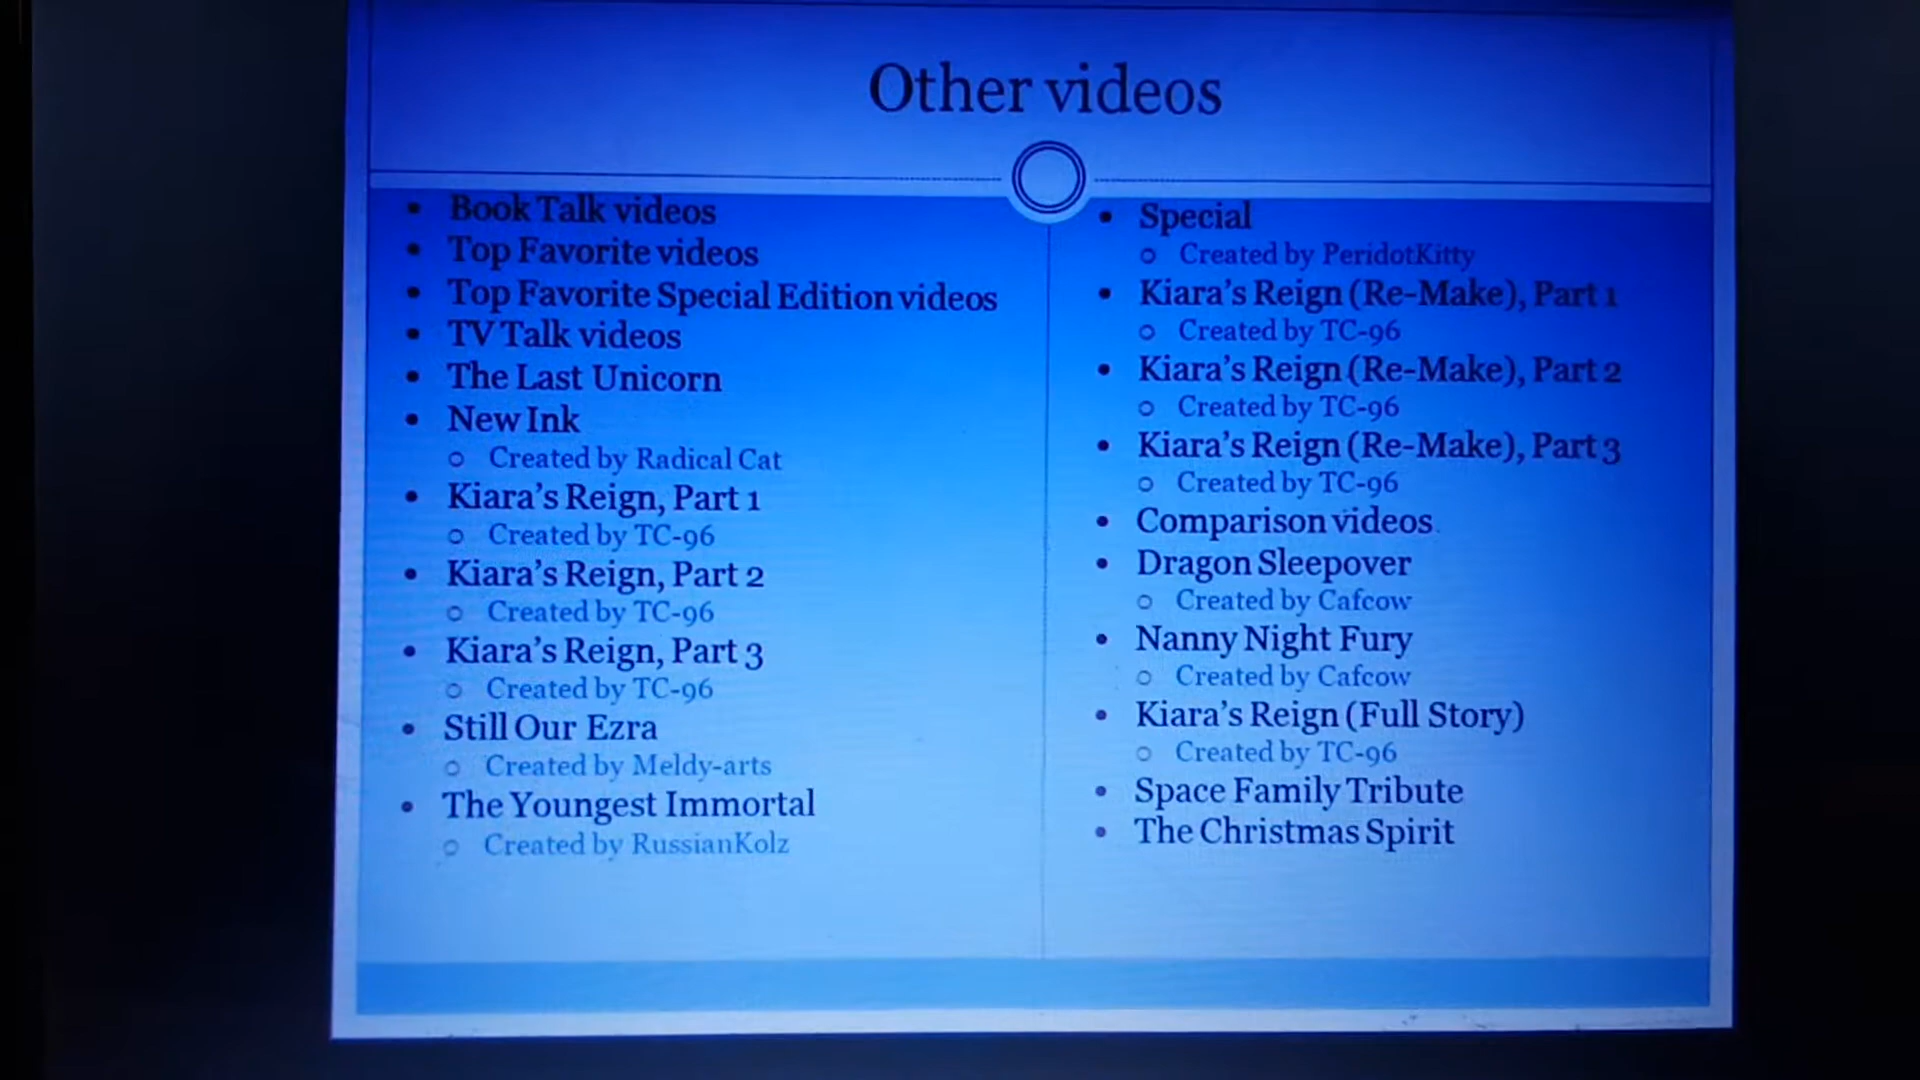 Other videos
• Book Talk videos
• Top Favorite videos
• Top Favorite Special Edition videos
• TV Talk videos
• The Last Unicorn
• New Ink
o Created by Radical Cat
• Kiara's Reign, Part 1
o Created by TC-96
• Kiara's Reign, Part 2
o Created by TC-96
• Kiara's Reign, Part 3
o Created by TC-96
• Still Our Ezra
o Created by Meldy-arts
• The Youngest Immortal
o Created by RussianKolz
• Special
o Created by PeridotKitty
• Kiara's Reign (Re-Make), Part 1
o Created by TC-96
• Kiara's Reign (Re-Make), Part 2
o Created by TC-96
• Kiara's Reign (Re-Make), Part 3
o Created by TC-96
• Comparison videos
• Dragon Sleepover
o Created by Cafcow
• Nanny Night Fury
o Created by Cafcow
• Kiara's Reign (Full Story)
o Created by TC-96
• Space Family Tribute
• The Christmas Spirit